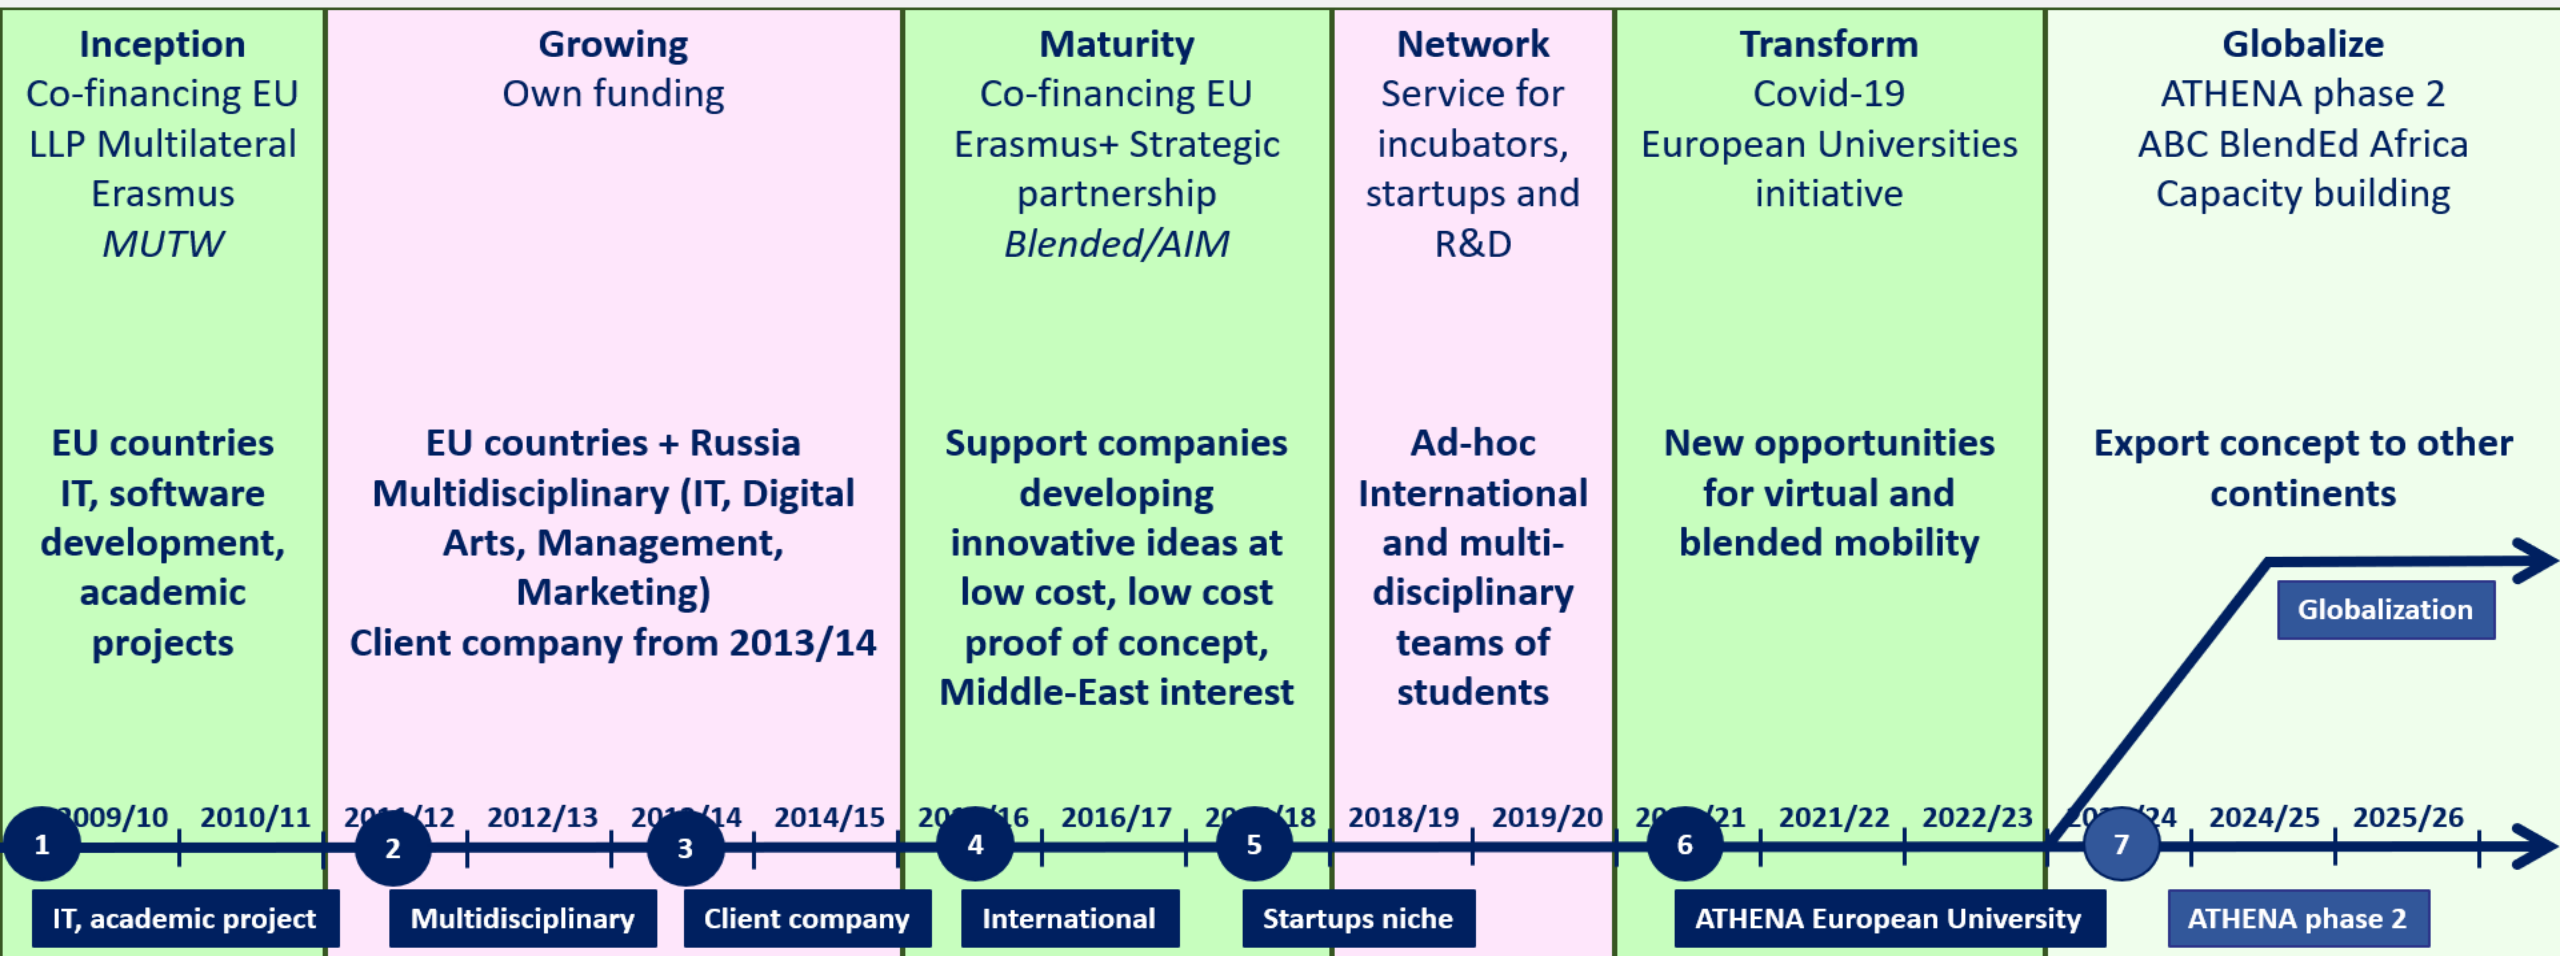 Inception
Co-financing EU
LLP Multilateral
Erasmus
MUTW
EU countries
IT, software
development,
academic
projects
Growing
Own funding
EU countries + Russia
Multidisciplinary (IT, Digital
Arts, Management,
Marketing)
Client company from 2013/14
Maturity
Co-financing EU
Erasmus+ Strategic
partnership
Blended/AIM
Support companies
developing
innovative ideas at
low cost, low cost
proof of concept,
Middle-East interest
Network
Service for
incubators,
startups and
R&D
Ad-hoc
International
and multi-
disciplinary
teams of
students
Transform
Covid-19
European Universities
initiative
New opportunities
for virtual and
blended mobility
Globalize
ATHENA phase 2
ABC BlendEd Africa
Capacity building
Export concept to other
continents
Globalization
2010/11 2012/13 2014/15 2016/17 2018/19 2019/20 2021/22 2022/23 2024/25 2025/26
1 2 3 4 5 6 7
IT, academic project
Multidisciplinary
Client company
International
Startups niche
ATHENA European University
ATHENA phase 2